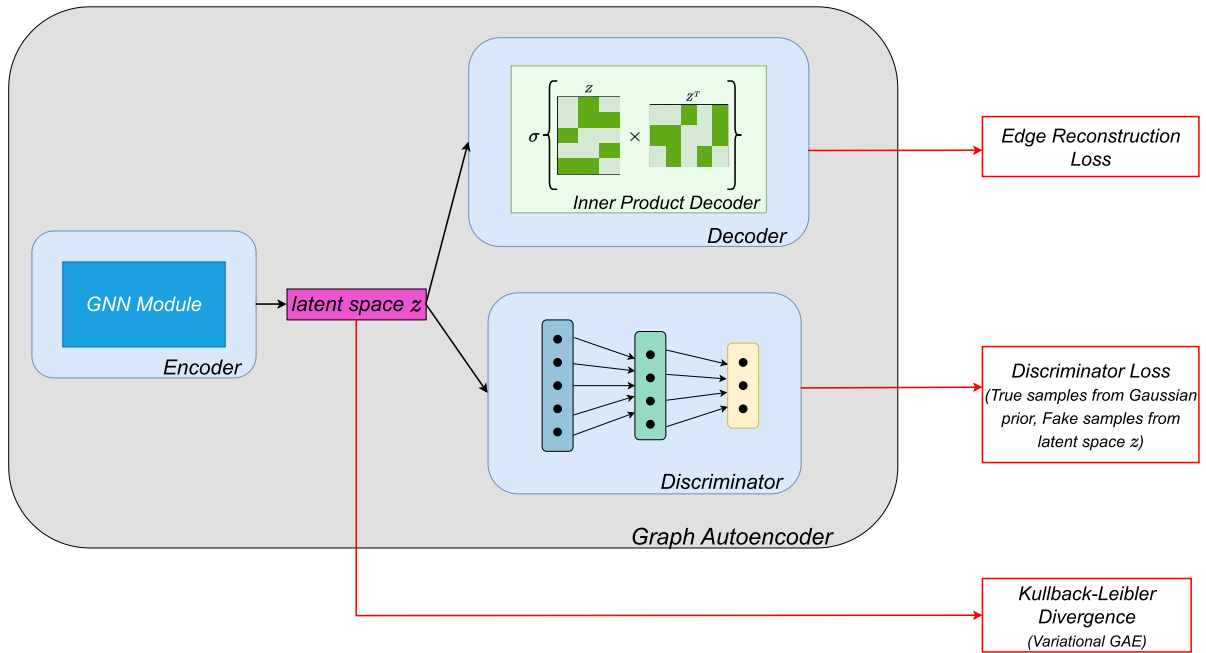 z
zᵀ
σ
×
Inner Product Decoder
Decoder
Edge Reconstruction
Loss
GNN Module
Encoder
latent space z
Discriminator
Discriminator Loss
(True samples from Gaussian
prior, Fake samples from
latent space z)
Graph Autoencoder
Kullback-Leibler
Divergence
(Variational GAE)